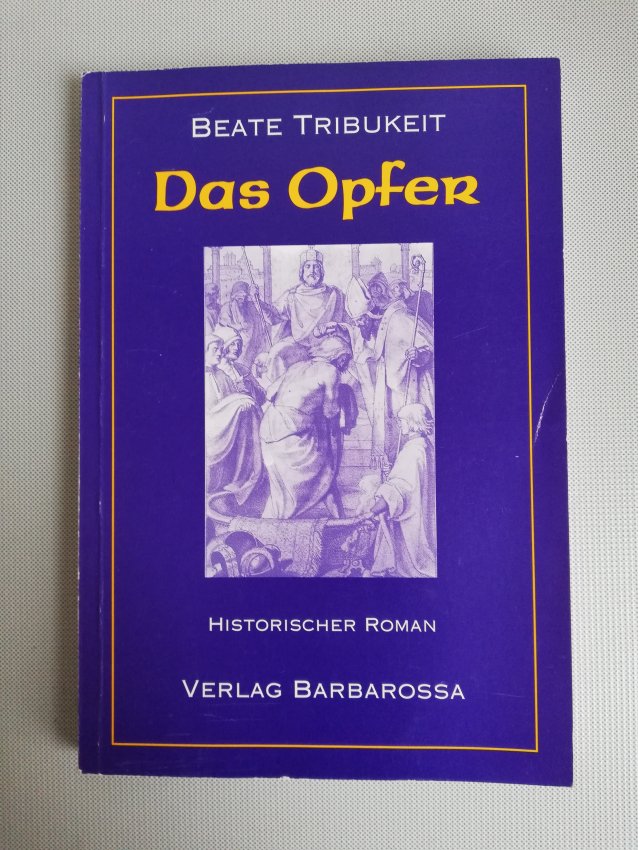 Beate Tribukeit
Das Opfer
Historischer Roman
Verlag Barbarossa